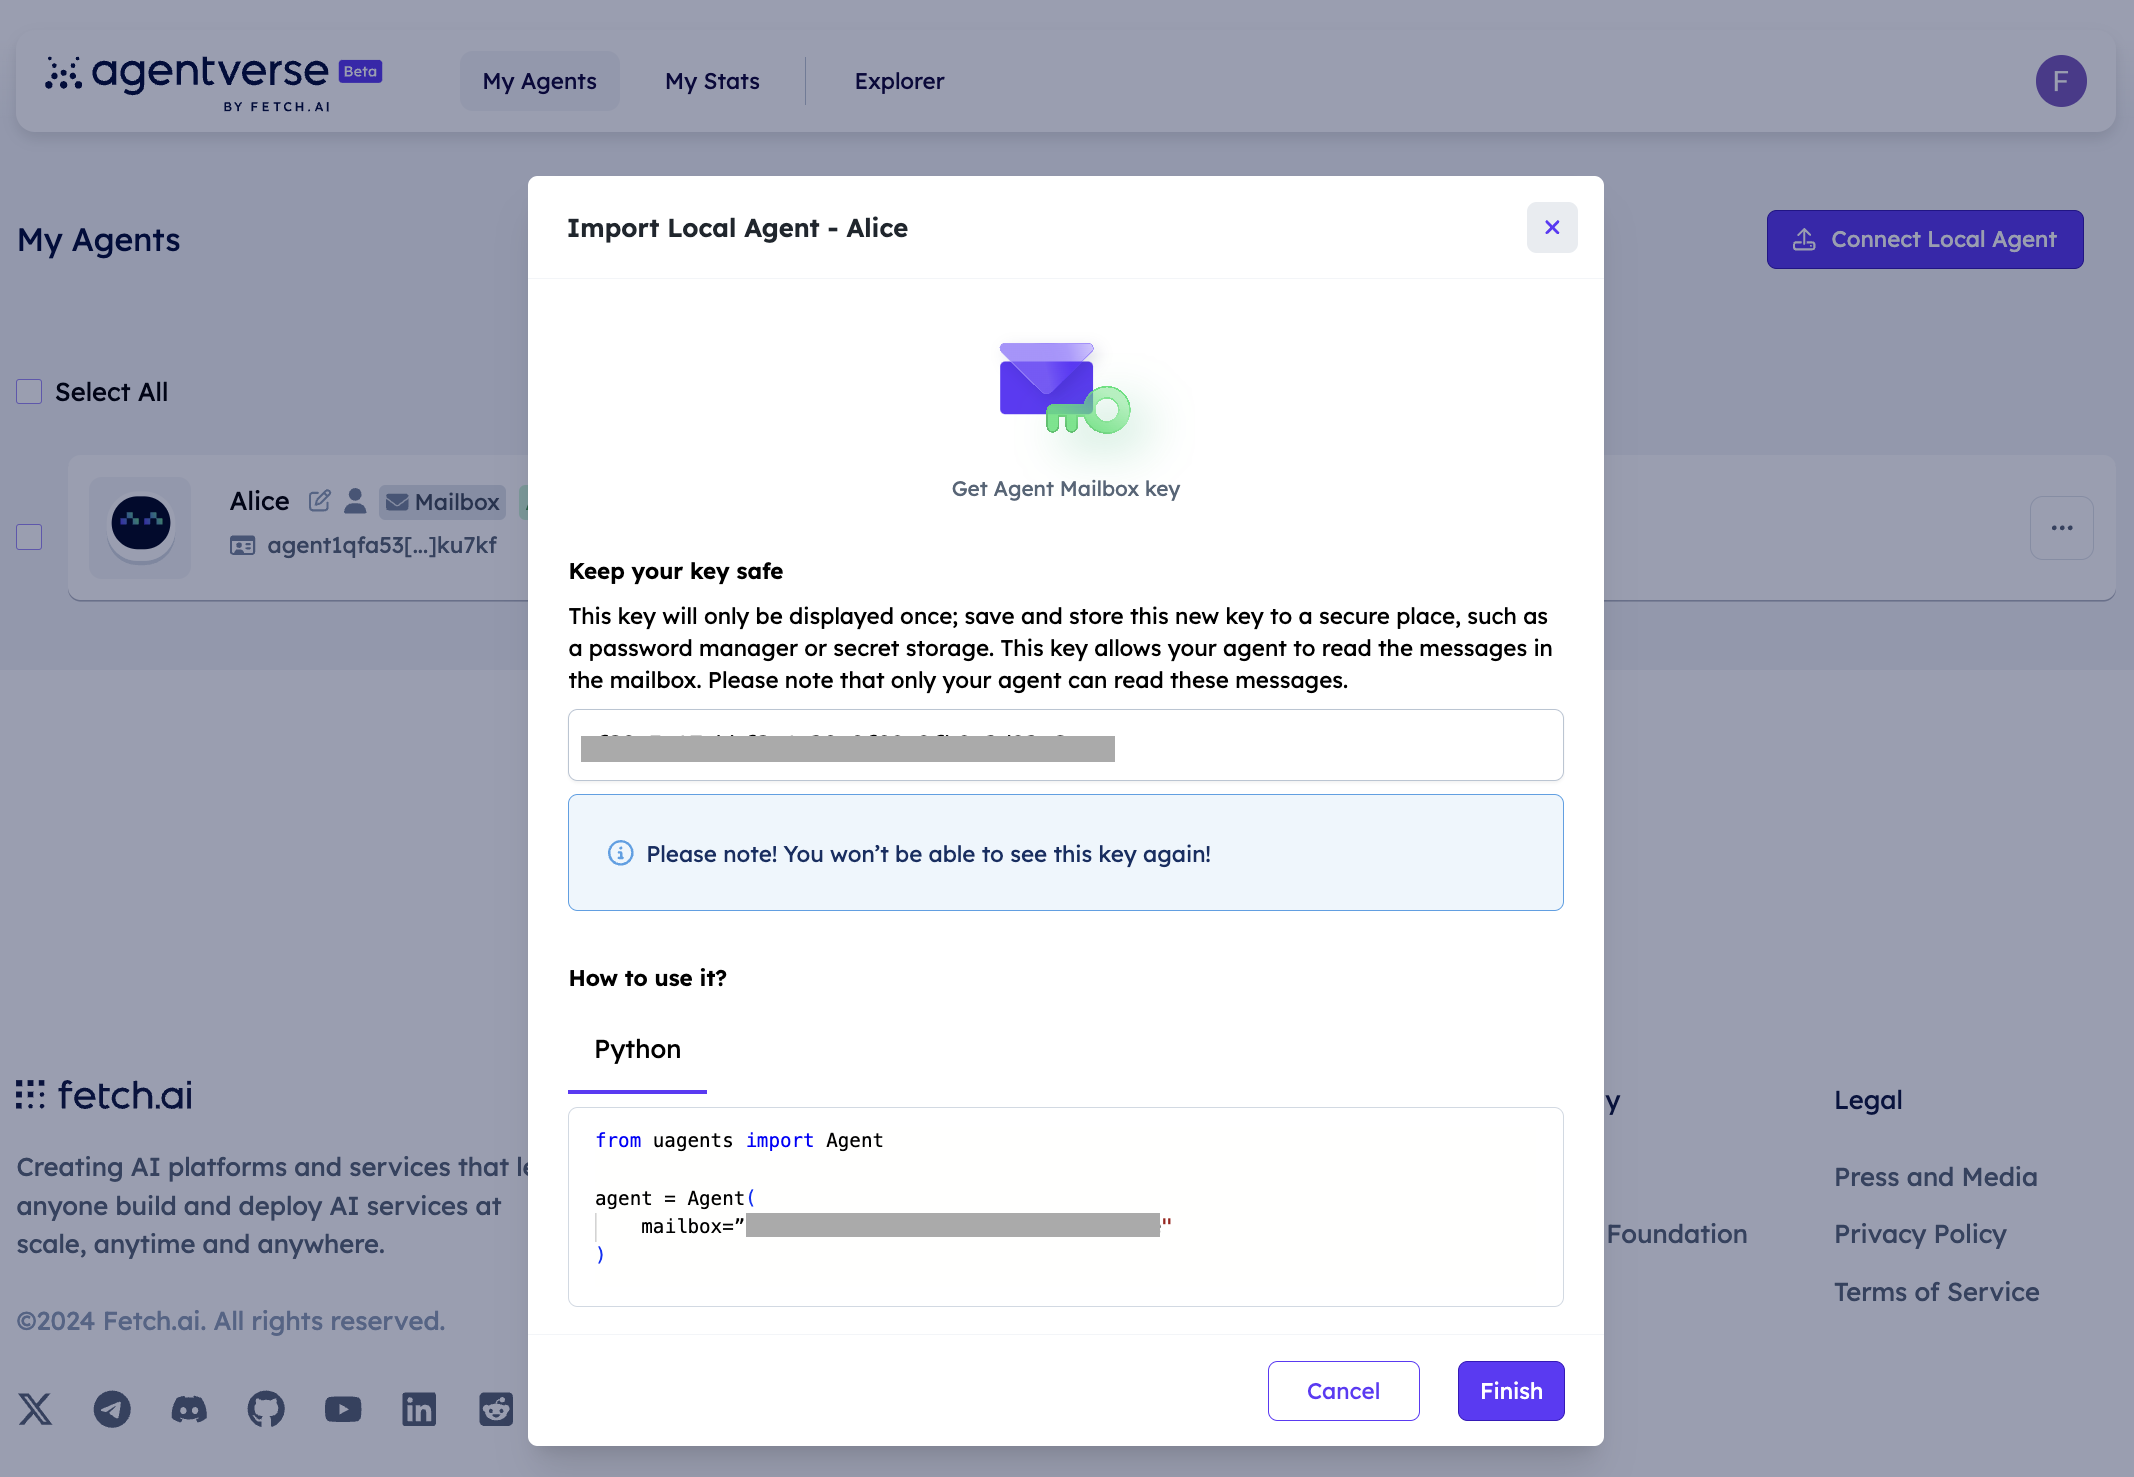 agentverse Beta
BY FETCH.AI
My Agents
My Stats
Explorer
F
My Agents
Connect Local Agent
Select All
Alice
Mailbox
agent1qfa53[...]ku7kf
Import Local Agent - Alice
Get Agent Mailbox key
Keep your key safe
This key will only be displayed once; save and store this new key to a secure place, such as
a password manager or secret storage. This key allows your agent to read the messages in
the mailbox. Please note that only your agent can read these messages.
Please note! You won’t be able to see this key again!
How to use it?
Python
from uagents import Agent
agent = Agent(
mailbox=” "
)
Cancel
Finish
fetch.ai
Creating AI platforms and services that
anyone build and deploy AI services at
scale, anytime and anywhere.
©2024 Fetch.ai. All rights reserved.
Foundation
Legal
Press and Media
Privacy Policy
Terms of Service